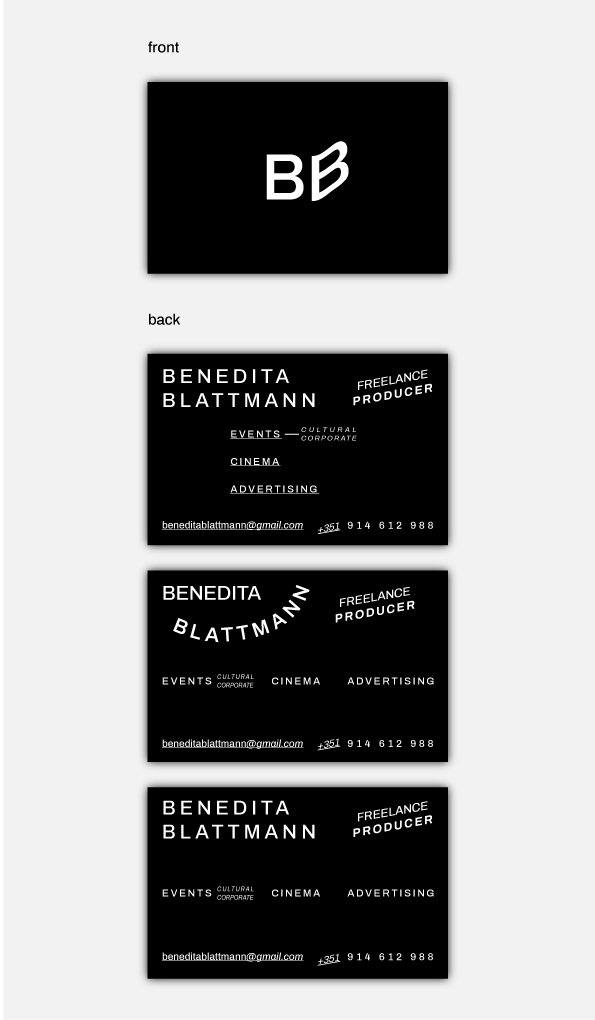 front
BB
back
BENEDITA
BLATTMANN
FREELANCE
PRODUCER
EVENTS — CULTURAL
CORPORATE
CINEMA
ADVERTISING
beneditablattmann@gmail.com +351 914 612 988
BENEDITA
BLATTMANN
FREELANCE
PRODUCER
EVENTS CULTURAL CORPORATE CINEMA ADVERTISING
beneditablattmann@gmail.com +351 914 612 988
BENEDITA
BLATTMANN
FREELANCE
PRODUCER
EVENTS CULTURAL CORPORATE CINEMA ADVERTISING
beneditablattmann@gmail.com +351 914 612 988